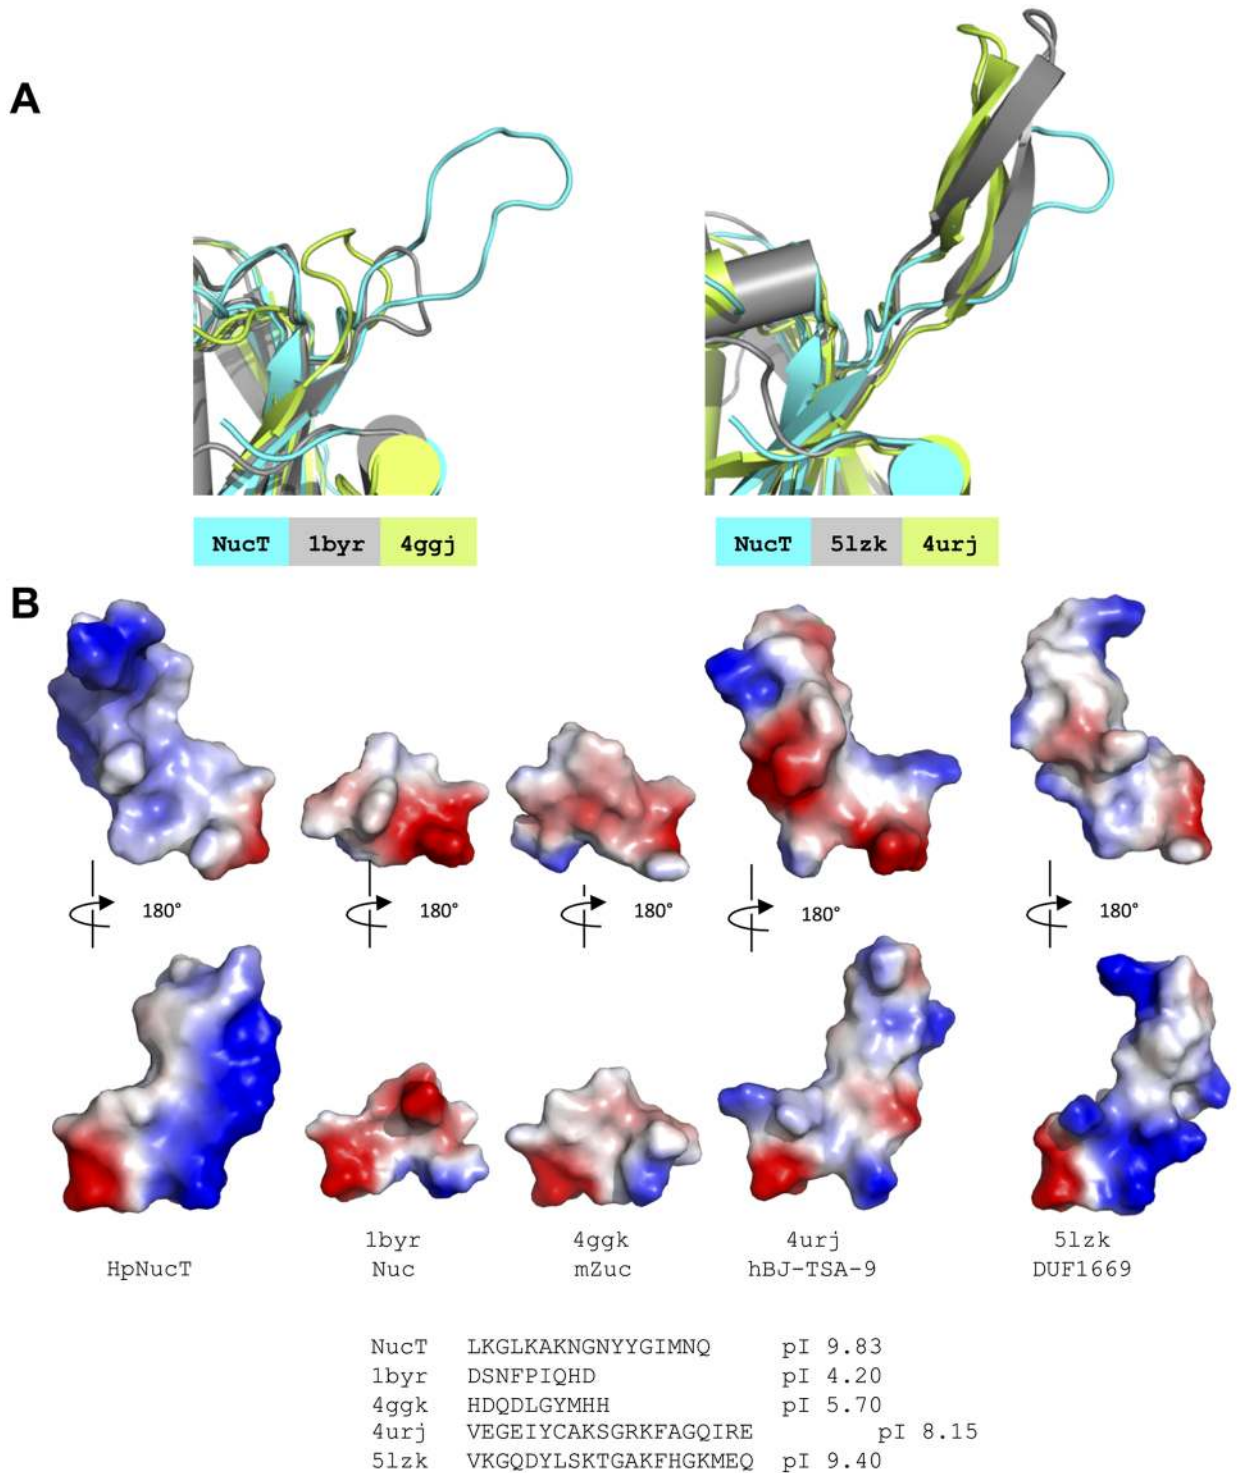 A
NucT 1byr 4ggj
NucT 5lzk 4urj
B
180° 180° 180° 180° 180°
1byr 4ggk 4urj 5lzk
HpNucT Nuc mZuc hBJ-TSA-9 DUF1669
NucT LKGLKAKNGNYYGIMNQ pI 9.83
1byr DSNFPIQHD pI 4.20
4ggk HDQDLGYMHH pI 5.70
4urj VEGEIYCAKSGRKFAGQIRE pI 8.15
5lzk VKGQDYLSKTGAKFHGKMEQ pI 9.40